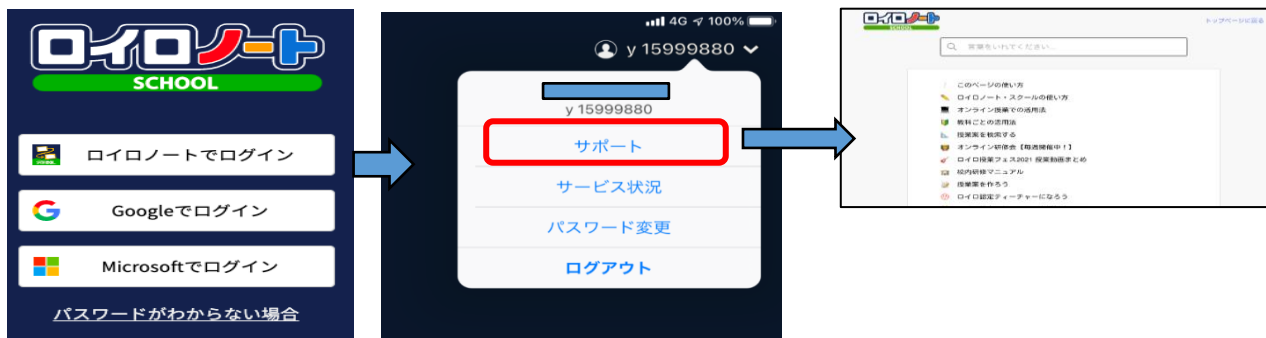 ロイロノート
SCHOOL
ロイロノートでログイン
Googleでログイン
Microsoftでログイン
パスワードがわからない場合
4G 100%
y 15999880
y 15999880
サポート
サービス状況
パスワード変更
ログアウト
ロイロノート
SCHOOL
トップページに戻る
言葉をいれてください...
このページの使い方
ロイロノート・スクールの使い方
オンライン授業での活用法
教科ごとの活用法
授業案を検索する
オンライン研修会【毎週開催中！】
ロイロ授業フェス2021 授業動画まとめ
校内研修マニュアル
授業案を作ろう
ロイロ認定ティーチャーになろう